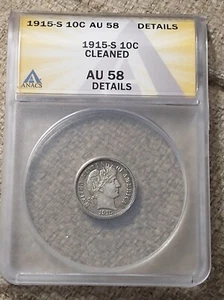 1915-S 10C AU 58 DETAILS
1915-S 10C
CLEANED
AU 58
DETAILS
ANACS